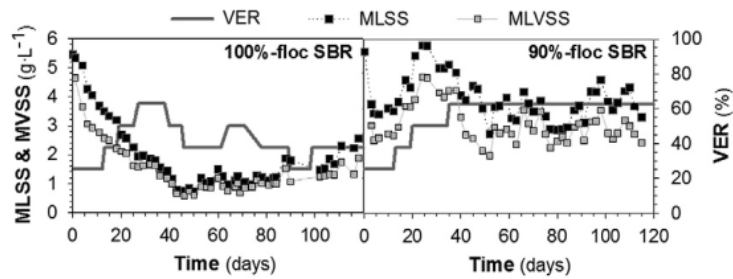 VER MLSS MLVSS
100%-floc SBR 90%-floc SBR
MLSS & MVSS (g·L⁻¹)
6
5
4
3
2
1
0
VER (%)
100
80
60
40
20
0
0 20 40 60 80 100 0 20 40 60 80 100 120
Time (days) Time (days)